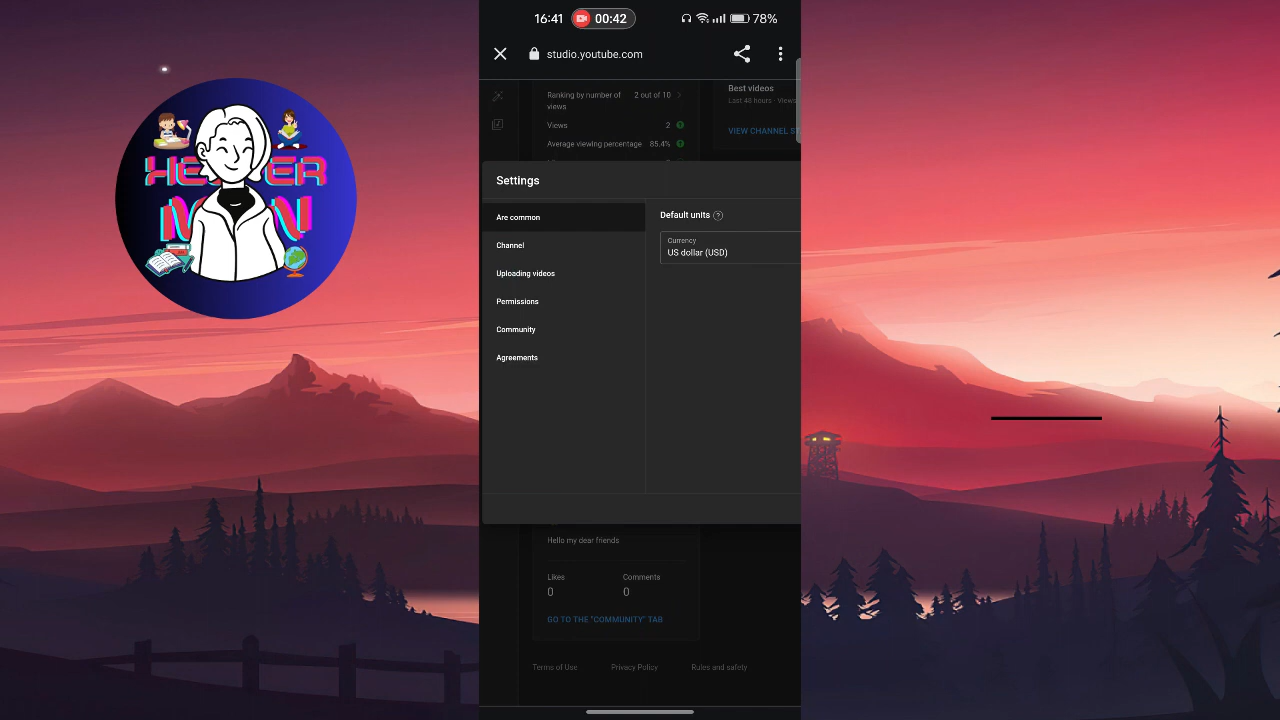 16:41 00:42 78%
studio.youtube.com
Ranking by number of views 2 out of 10
Views 2
Average viewing percentage 85.4%
Best videos
Last 48 hours · Views
VIEW CHANNEL
Settings
Are common
Channel
Uploading videos
Permissions
Community
Agreements
Default units ?
Currency
US dollar (USD)
Hello my dear friends
Likes Comments
0 0
GO TO THE "COMMUNITY" TAB
Terms of Use Privacy Policy Rules and safety